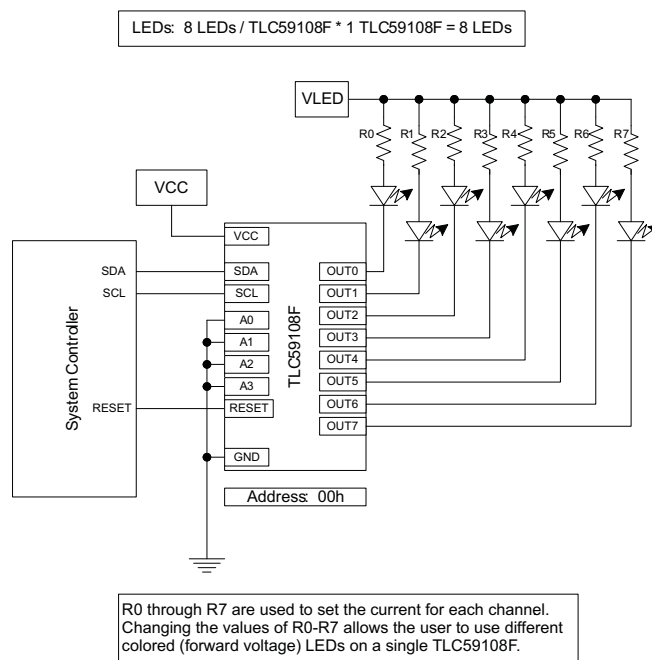 LEDs: 8 LEDs / TLC59108F * 1 TLC59108F = 8 LEDs
VLED
R0 R1 R2 R3 R4 R5 R6 R7
VCC
System Controller
SDA
SCL
RESET
TLC59108F
VCC
SDA
SCL
A0
A1
A2
A3
RESET
GND
OUT0
OUT1
OUT2
OUT3
OUT4
OUT5
OUT6
OUT7
Address: 00h
R0 through R7 are used to set the current for each channel.
Changing the values of R0-R7 allows the user to use different
colored (forward voltage) LEDs on a single TLC59108F.